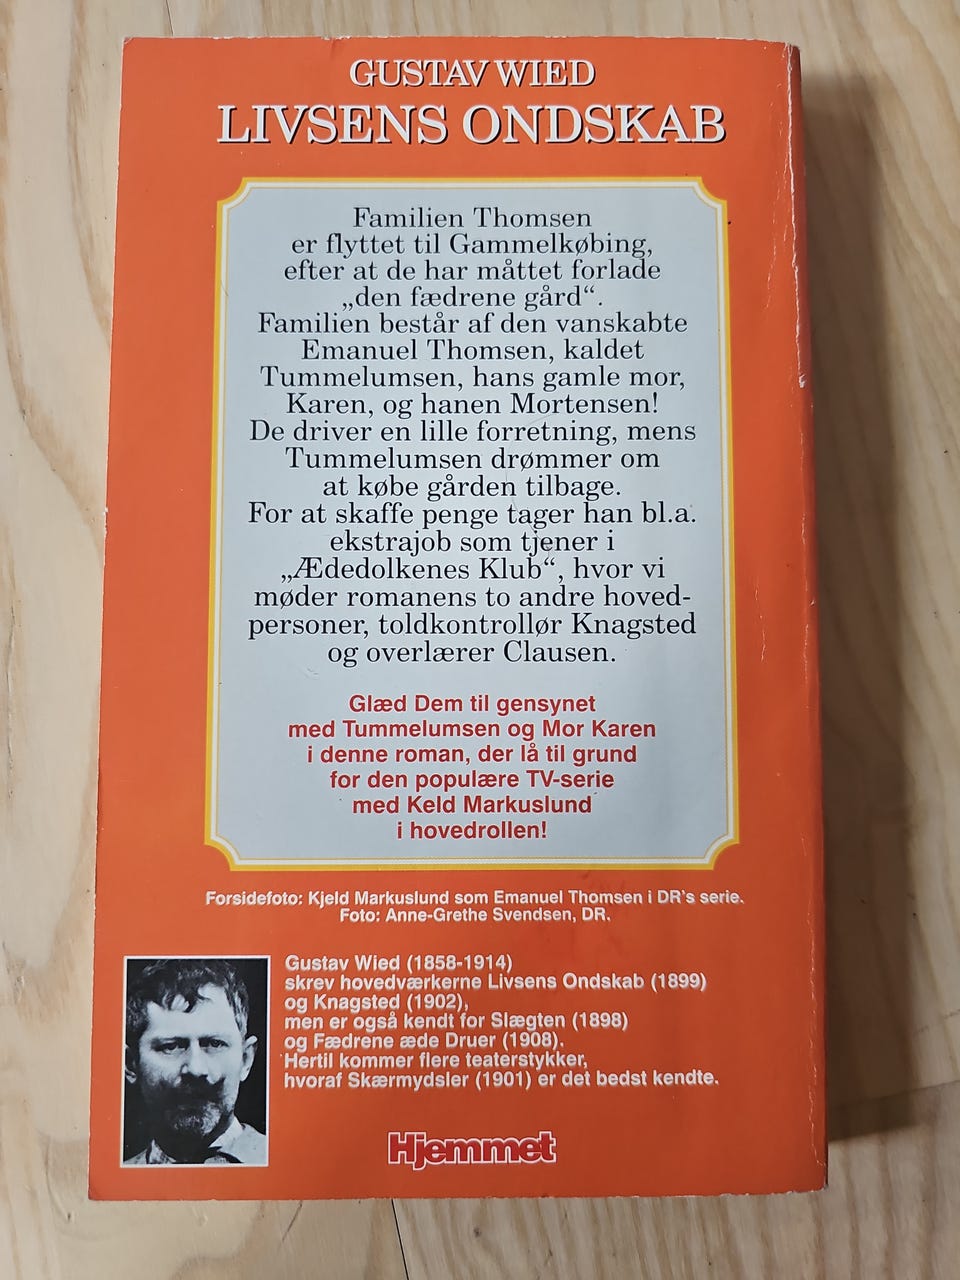 GUSTAV WIED
LIVSENS ONDSKAB
Familien Thomsen
er flyttet til Gammelkøbing,
efter at de har måttet forlade
„den fædrene gård“.
Familien består af den vanskabte
Emanuel Thomsen, kaldet
Tummelumsen, hans gamle mor,
Karen, og hanen Mortensen!
De driver en lille forretning, mens
Tummelumsen drømmer om
at købe gården tilbage.
For at skaffe penge tager han bl.a.
ekstrajob som tjener i
„Ædedolkenes Klub“, hvor vi
møder romanens to andre hoved-
personer, toldkontrollør Knagsted
og overlærer Clausen.
Glæd Dem til gensynet
med Tummelumsen og Mor Karen
i denne roman, der lå til grund
for den populære TV-serie
med Keld Markuslund
i hovedrollen!
Forsidefoto: Kjeld Markuslund som Emanuel Thomsen i DR's serie.
Foto: Anne-Grethe Svendsen, DR.
Gustav Wied (1858-1914)
skrev hovedværkerne Livsens Ondskab (1899)
og Knagsted (1902),
men er også kendt for Slægten (1898)
og Fædrene æde Druer (1908).
Hertil kommer flere teaterstykker,
hvoraf Skærmydsler (1901) er det bedst kendte.
Hjemmet